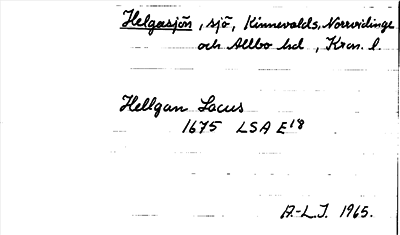 Helgasjön, sjö, Kinnevalds, Norrvidinge
och Allbo hd, Kron. l.
Hellgan Lacus
1675 LSA E18
A.-L.J. 1965.